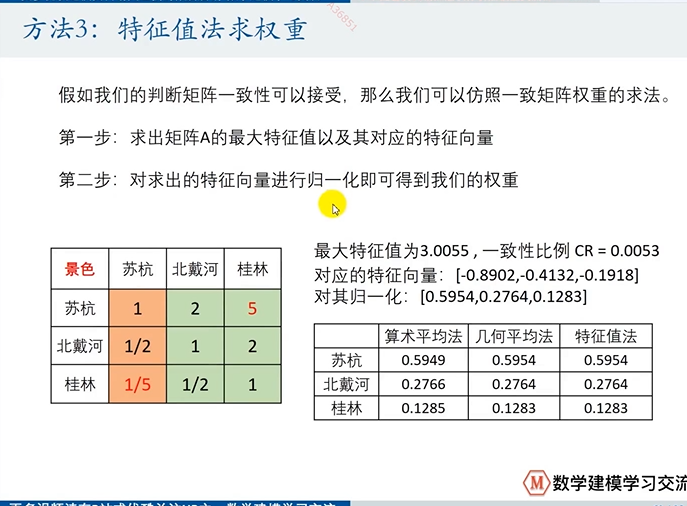 方法3：特征值法求权重
假如我们的判断矩阵一致性可以接受，那么我们可以仿照一致矩阵权重的求法。
第一步：求出矩阵A的最大特征值以及其对应的特征向量
第二步：对求出的特征向量进行归一化即可得到我们的权重
景色 苏杭 北戴河 桂林
苏杭 1 2 5
北戴河 1/2 1 2
桂林 1/5 1/2 1
最大特征值为3.0055 , 一致性比例 CR = 0.0053
对应的特征向量：[-0.8902,-0.4132,-0.1918]
对其归一化：[0.5954,0.2764,0.1283]
算术平均法 几何平均法 特征值法
苏杭 0.5949 0.5954 0.5954
北戴河 0.2766 0.2764 0.2764
桂林 0.1285 0.1283 0.1283
M 数学建模学习交流